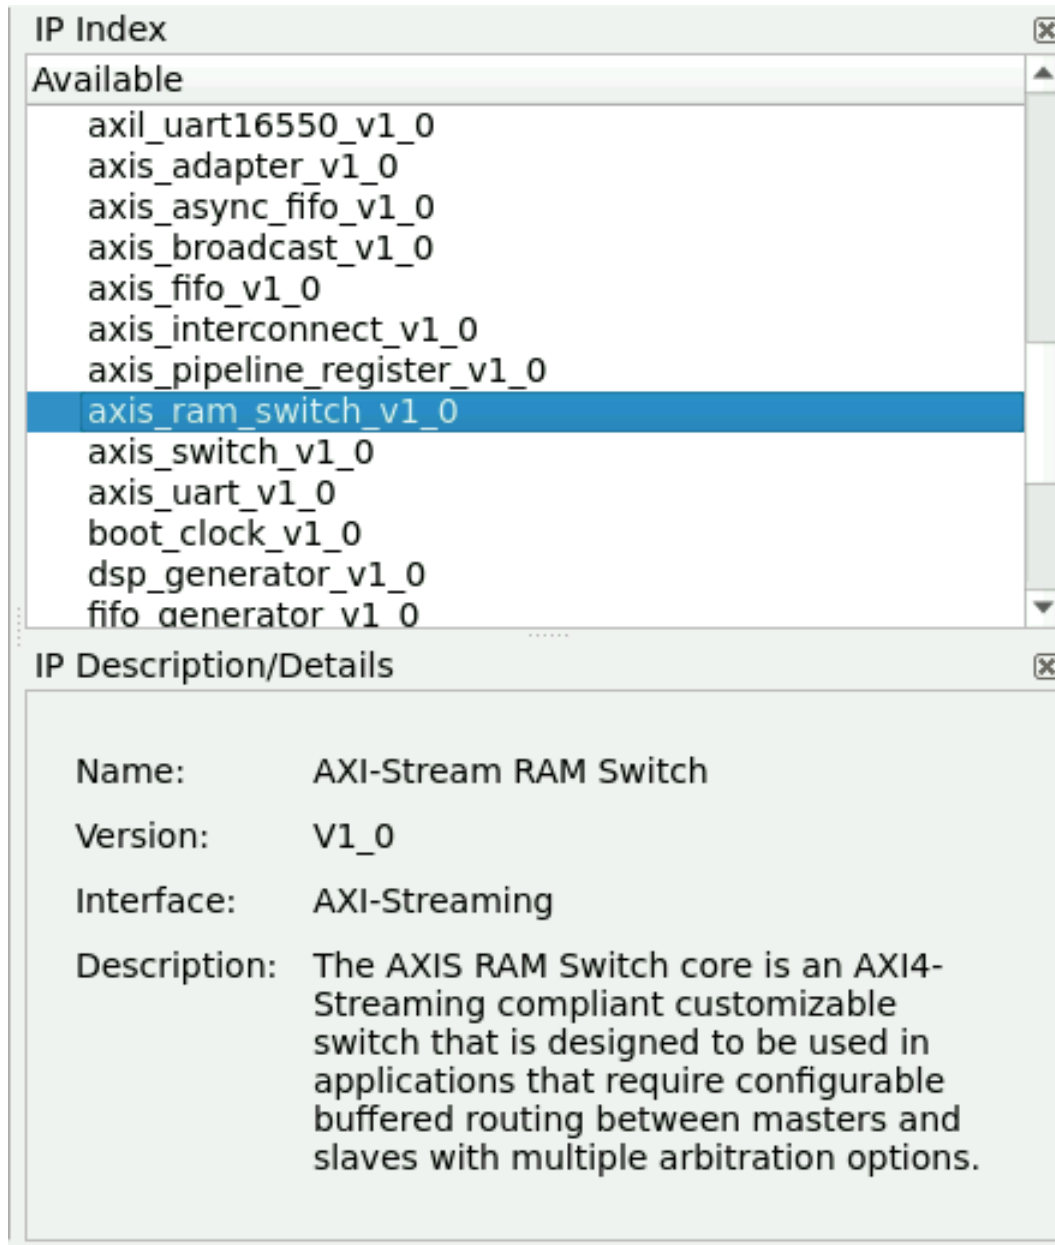 IP Index
Available
axil_uart16550_v1_0
axis_adapter_v1_0
axis_async_fifo_v1_0
axis_broadcast_v1_0
axis_fifo_v1_0
axis_interconnect_v1_0
axis_pipeline_register_v1_0
axis_ram_switch_v1_0
axis_switch_v1_0
axis_uart_v1_0
boot_clock_v1_0
dsp_generator_v1_0
fifo_generator_v1_0
IP Description/Details
Name: AXI-Stream RAM Switch
Version: V1_0
Interface: AXI-Streaming
Description: The AXIS RAM Switch core is an AXI4-
Streaming compliant customizable
switch that is designed to be used in
applications that require configurable
buffered routing between masters and
slaves with multiple arbitration options.